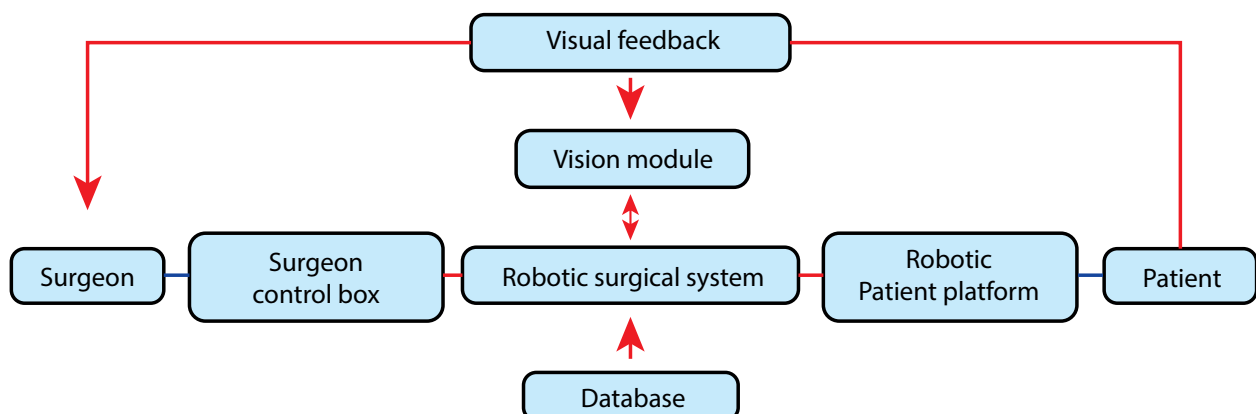 Visual feedback
Vision module
Surgeon
Surgeon
control box
Robotic surgical system
Robotic
Patient platform
Patient
Database